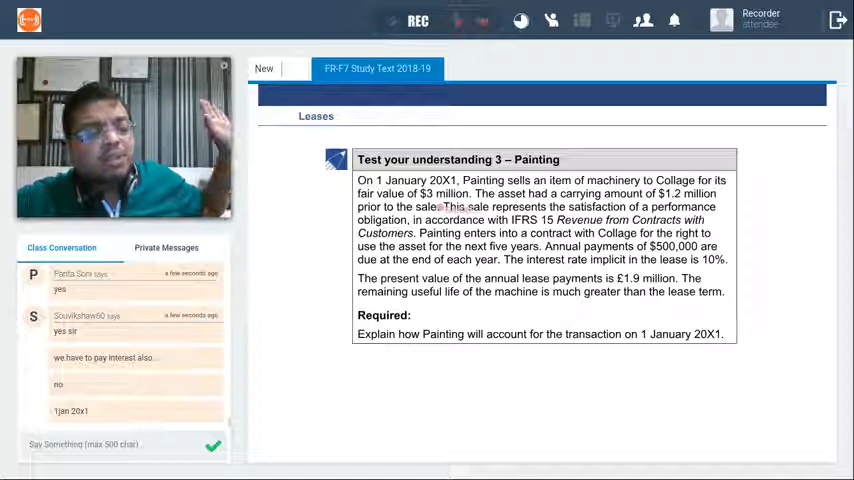 REC
Recorder
attendee
New
FR-F7 Study Text 2018-19
Leases
Test your understanding 3 – Painting
On 1 January 20X1, Painting sells an item of machinery to Collage for its
fair value of $3 million. The asset had a carrying amount of $1.2 million
prior to the sale. This sale represents the satisfaction of a performance
obligation, in accordance with IFRS 15 Revenue from Contracts with
Customers. Painting enters into a contract with Collage for the right to
use the asset for the next five years. Annual payments of $500,000 are
due at the end of each year. The interest rate implicit in the lease is 10%.
The present value of the annual lease payments is £1.9 million. The
remaining useful life of the machine is much greater than the lease term.
Required:
Explain how Painting will account for the transaction on 1 January 20X1.
Class Conversation
Private Messages
P
Parita Soni says
a few seconds ago
yes
S
Souvikshaw60 says
a few seconds ago
yes sir
we have to pay interest also...
no
1jan 20x1
Say Something (max 500 char)